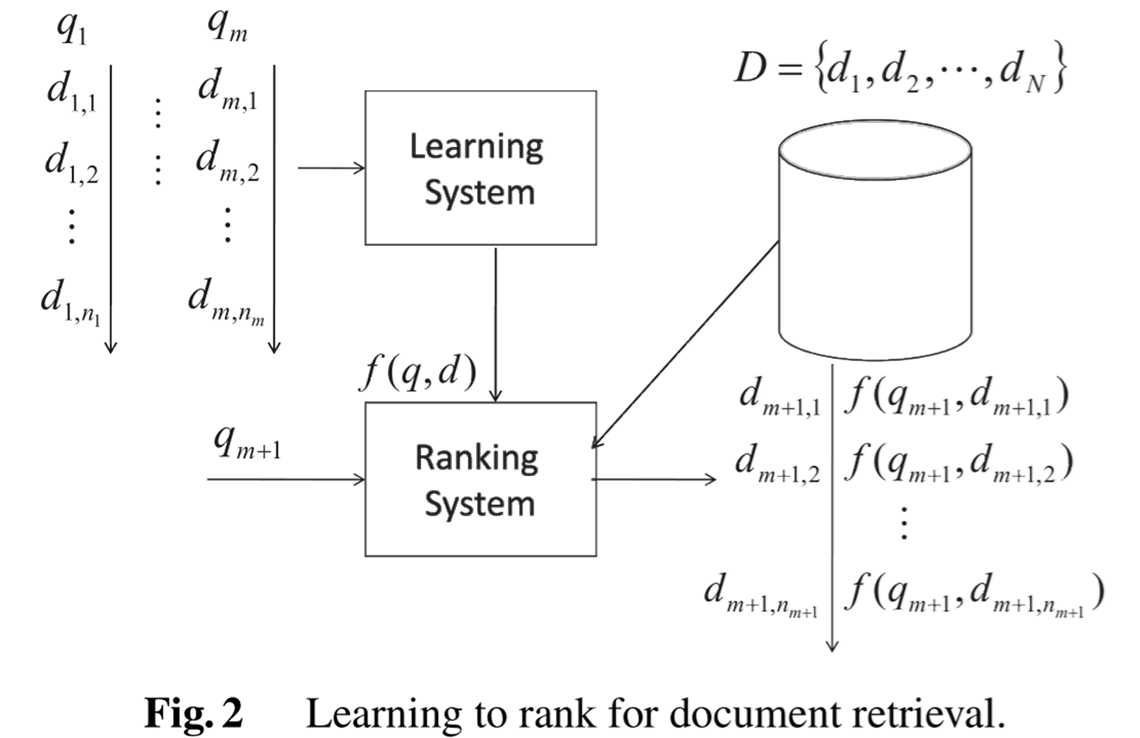 q1 qm
d1,1 ⋮ dm,1
d1,2 ⋮ dm,2
⋮ ⋮
d1,n1 dm,nm
Learning
System
D = {d1, d2, ⋯, dN}
f(q, d)
qm+1
Ranking
System
dm+1,1 f(qm+1, dm+1,1)
dm+1,2 f(qm+1, dm+1,2)
⋮
dm+1,nm+1 f(qm+1, dm+1,nm+1)
Fig. 2 Learning to rank for document retrieval.